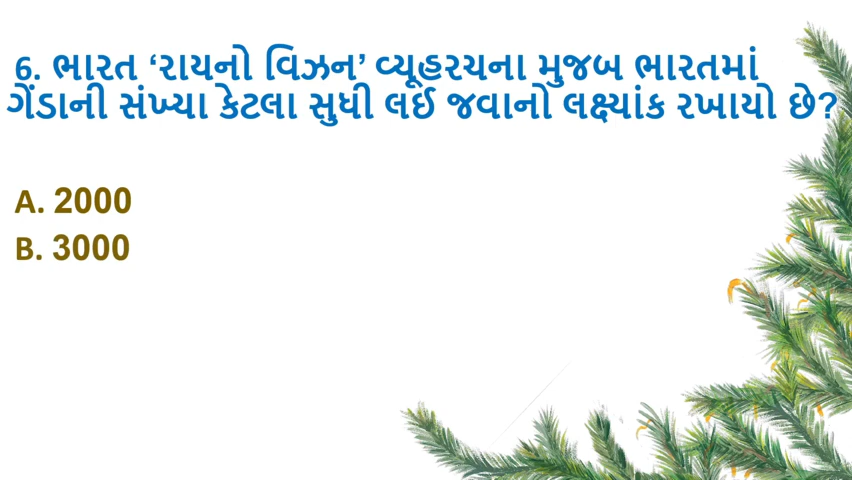 6. ભારત ‘રાયનો વિઝન’ વ્યૂહરચના મુજબ ભારતમાં
ગેંડાની સંખ્યા કેટલા સુધી લઈ જવાનો લક્ષ્યાંક રખાયો છે?
A. 2000
B. 3000